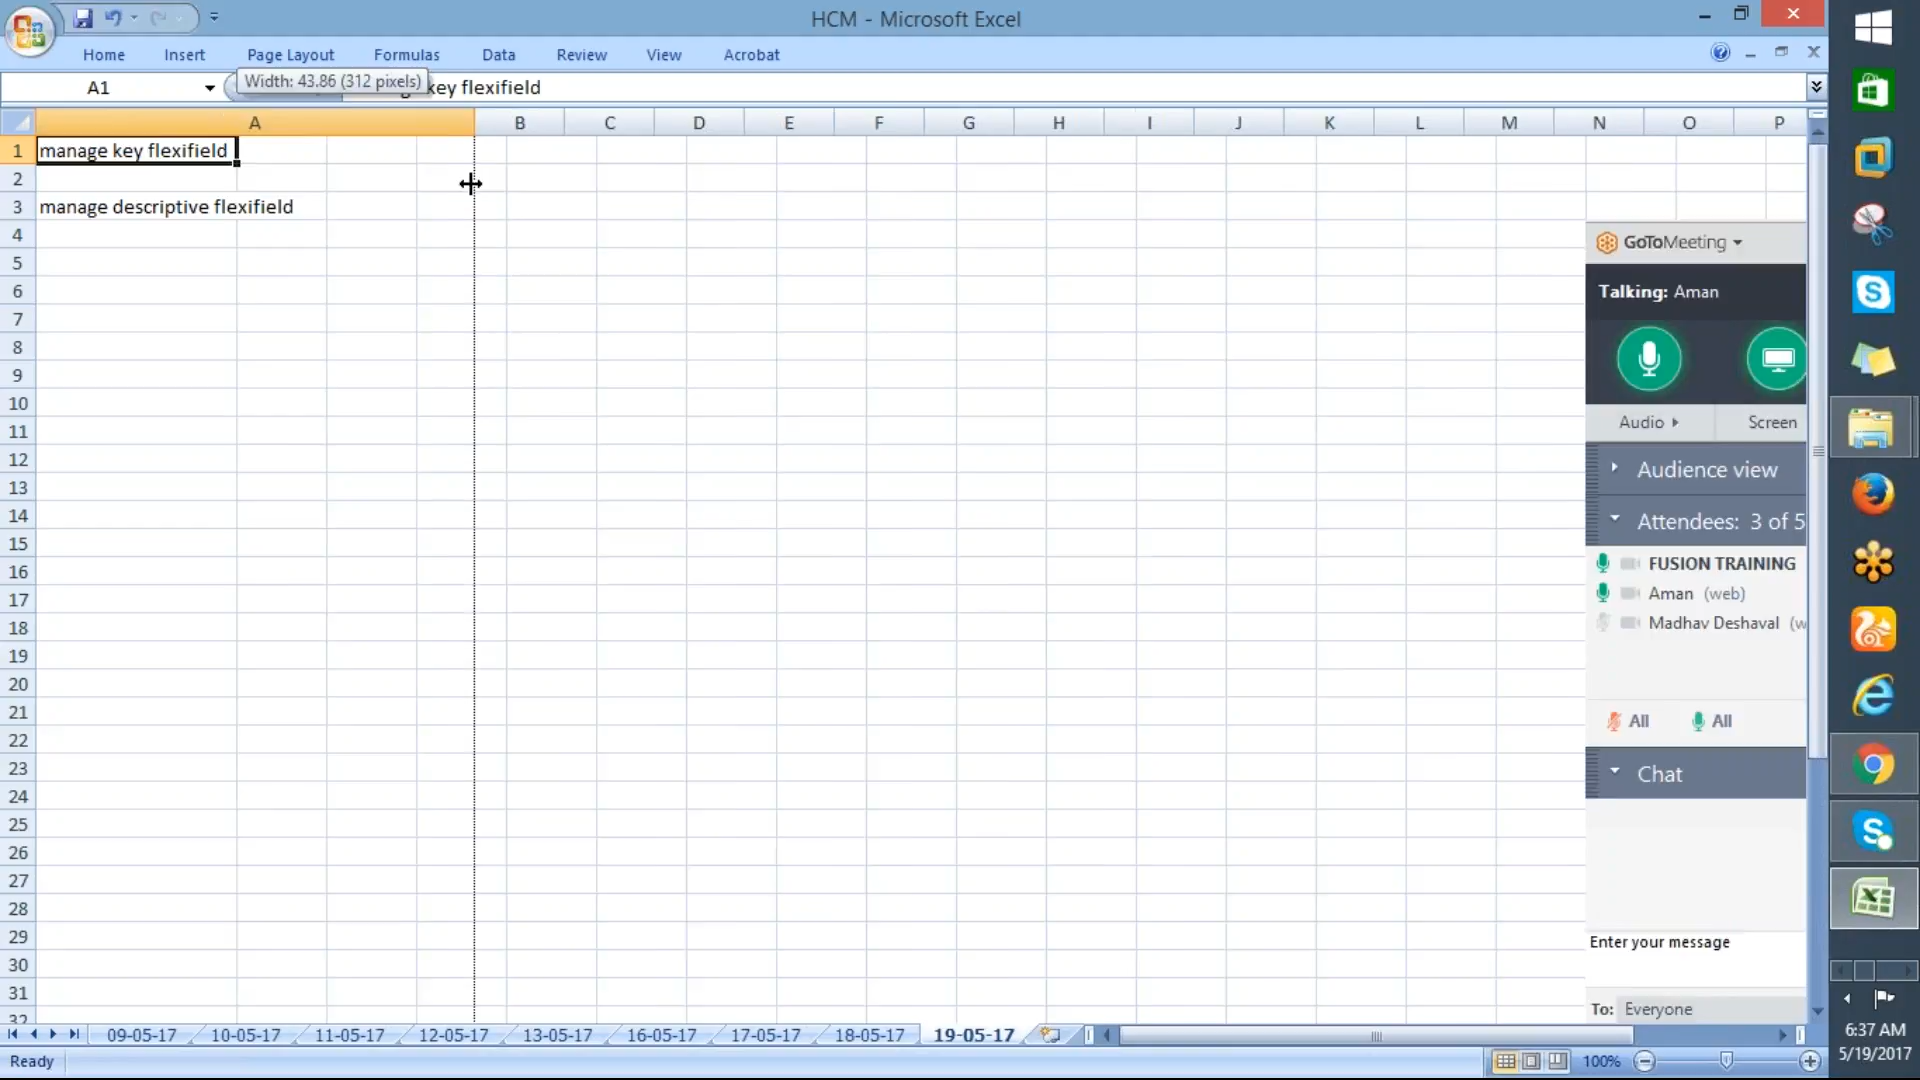 HCM - Microsoft Excel
Home Insert Page Layout Formulas Data Review View Acrobat
Width: 43.86 (312 pixels)
A1 key flexifield
A B C D E F G H I J K L M N O P
1 manage key flexifield
2
3 manage descriptive flexifield
4
5
6
7
8
9
10
11
12
13
14
15
16
17
18
19
20
21
22
23
24
25
26
27
28
29
30
31
32
GoToMeeting
Talking: Aman
Audio Screen
Audience view
Attendees: 3 of 5
FUSION TRAINING
Aman (web)
Madhav Deshaval (w
All All
Chat
Enter your message
To: Everyone
09-05-17 10-05-17 11-05-17 12-05-17 13-05-17 16-05-17 17-05-17 18-05-17 19-05-17
Ready 100%
6:37 AM
5/19/2017